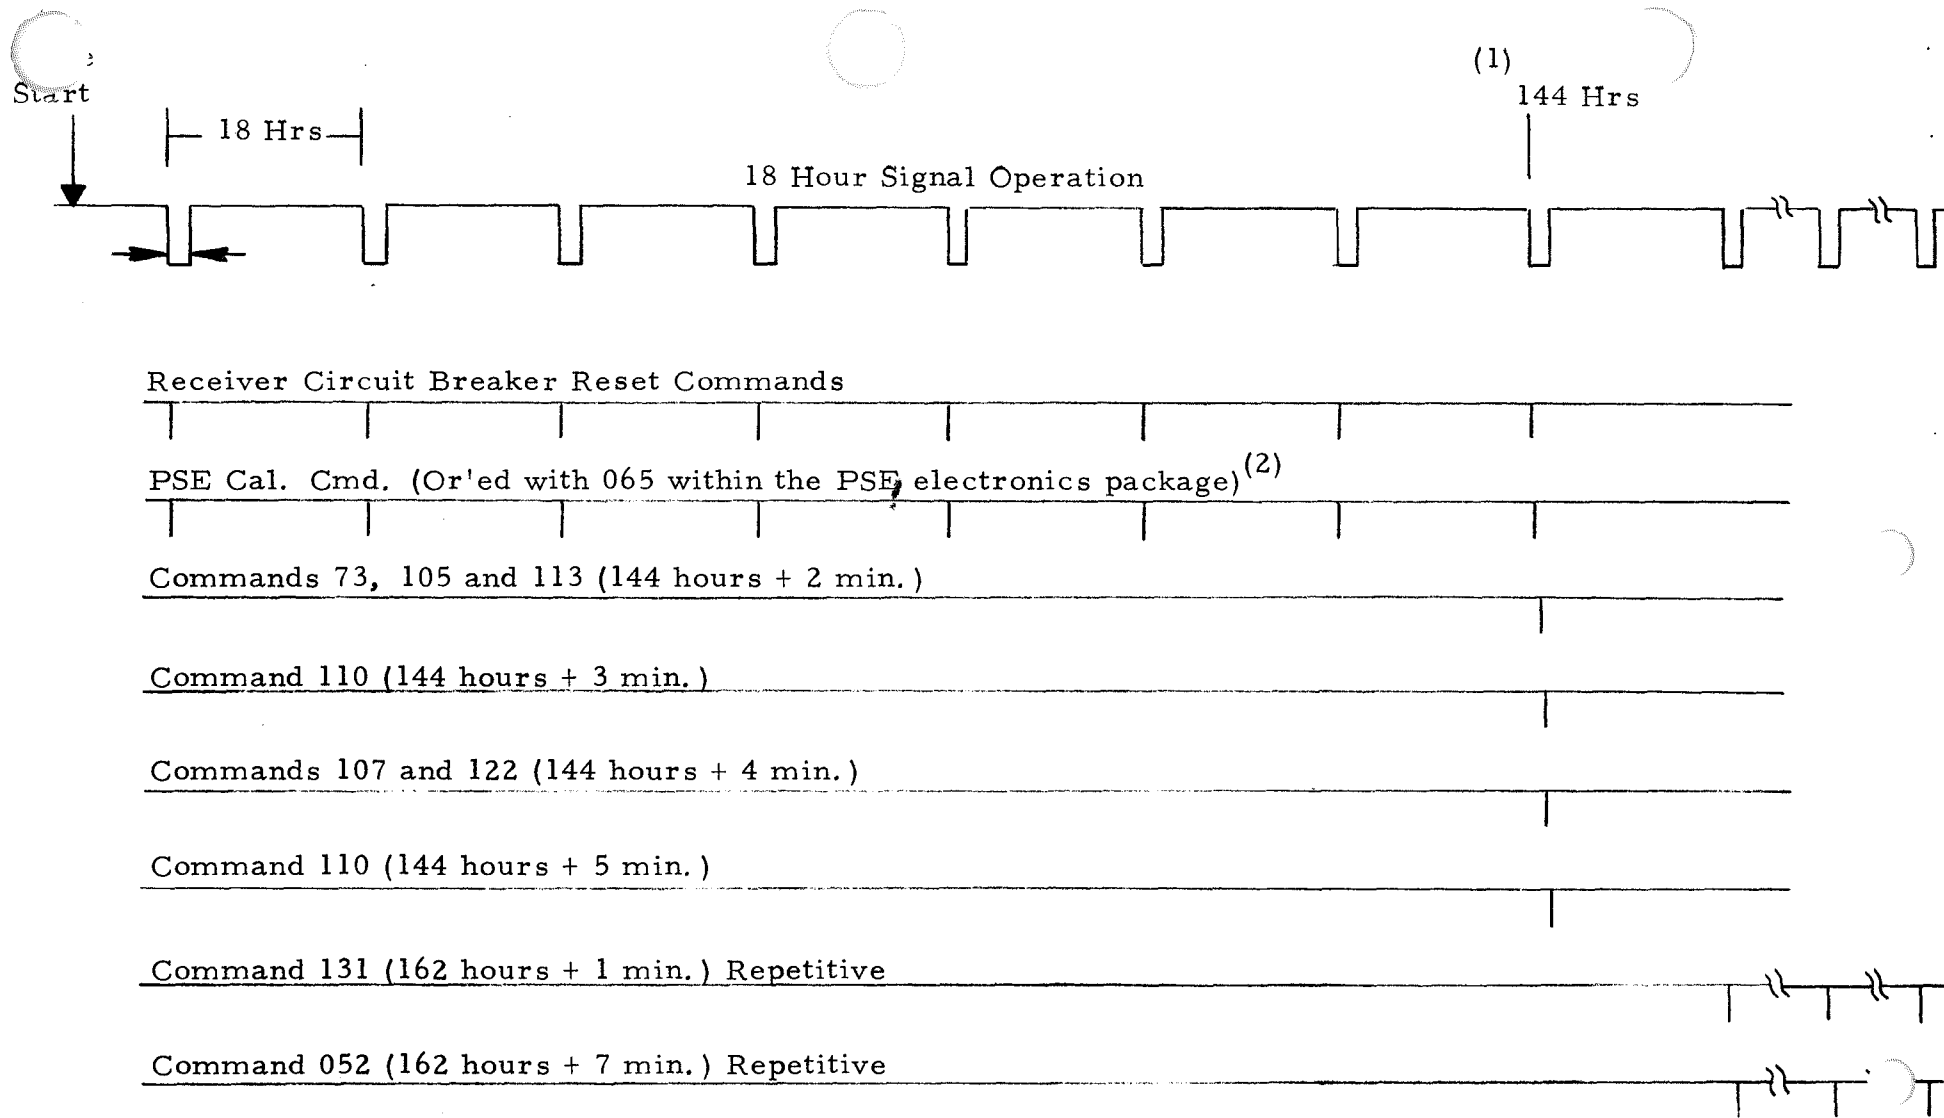 Start
(1)
144 Hrs
18 Hrs
18 Hour Signal Operation
Receiver Circuit Breaker Reset Commands
PSE Cal. Cmd. (Or'ed with 065 within the PSE electronics package)(2)
Commands 73, 105 and 113 (144 hours + 2 min.)
Command 110 (144 hours + 3 min.)
Commands 107 and 122 (144 hours + 4 min.)
Command 110 (144 hours + 5 min.)
Command 131 (162 hours + 1 min.) Repetitive
Command 052 (162 hours + 7 min.) Repetitive